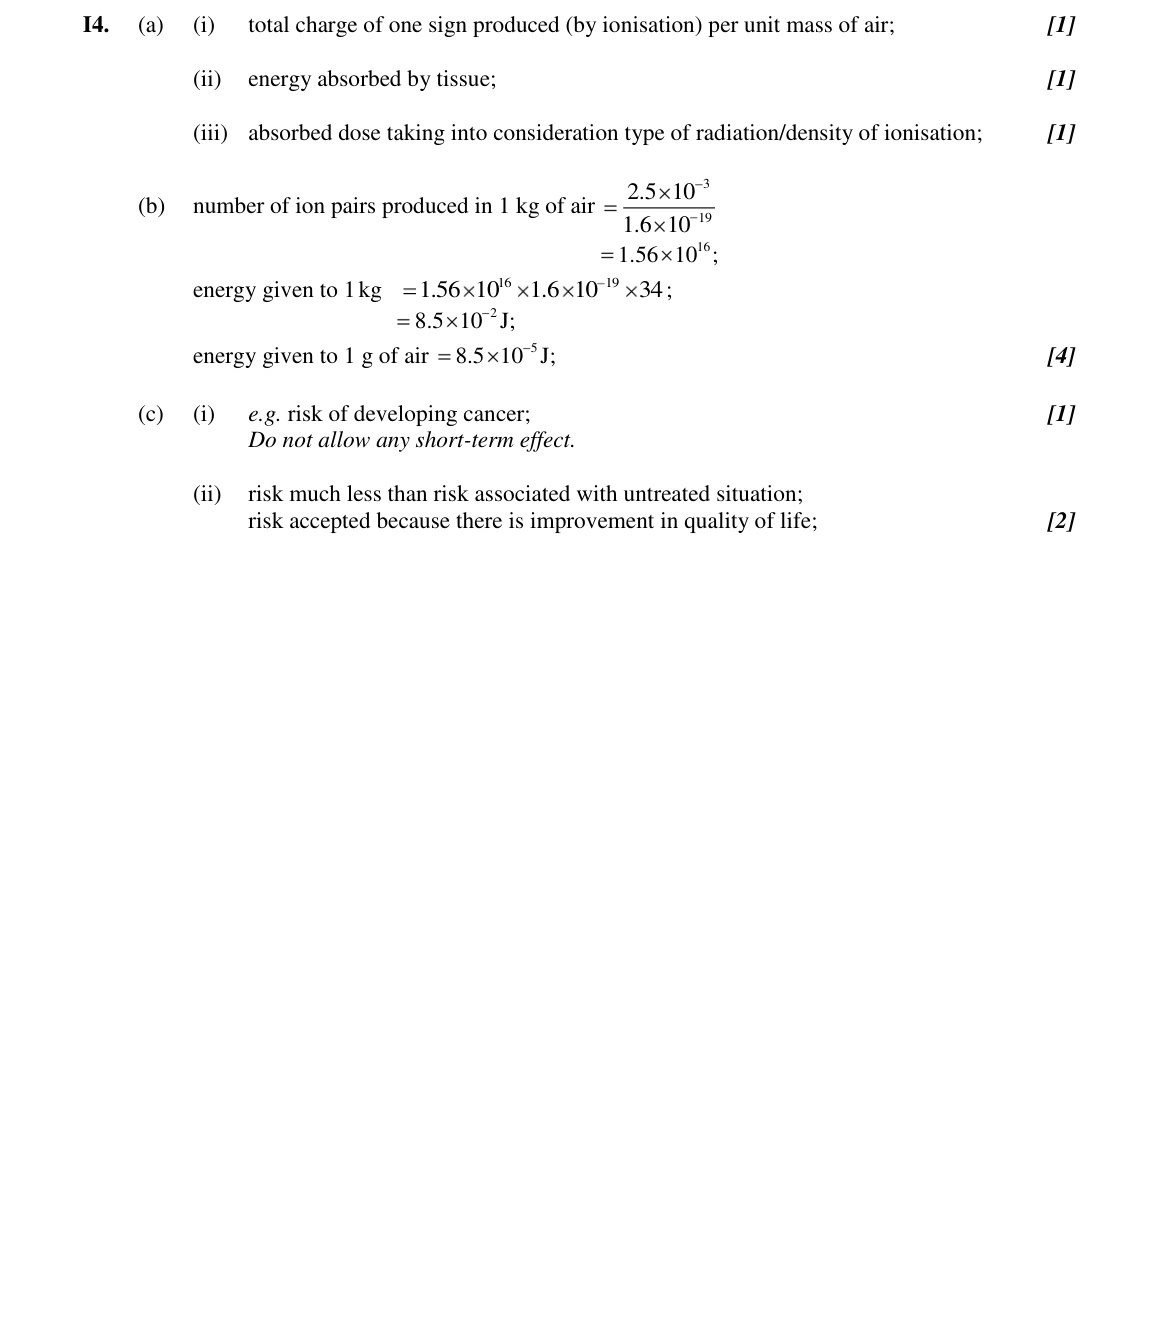 I4. (a) (i) total charge of one sign produced (by ionisation) per unit mass of air; [1]
(ii) energy absorbed by tissue; [1]
(iii) absorbed dose taking into consideration type of radiation/density of ionisation; [1]
(b) number of ion pairs produced in 1 kg of air = \frac{2.5×10^{-3}}{1.6×10^{-19}}
= 1.56×10^{16};
energy given to 1 kg = 1.56×10^{16} ×1.6×10^{-19} ×34;
= 8.5×10^{-2} J;
energy given to 1 g of air = 8.5×10^{-5} J; [4]
(c) (i) e.g. risk of developing cancer; [1]
Do not allow any short-term effect.
(ii) risk much less than risk associated with untreated situation;
risk accepted because there is improvement in quality of life; [2]